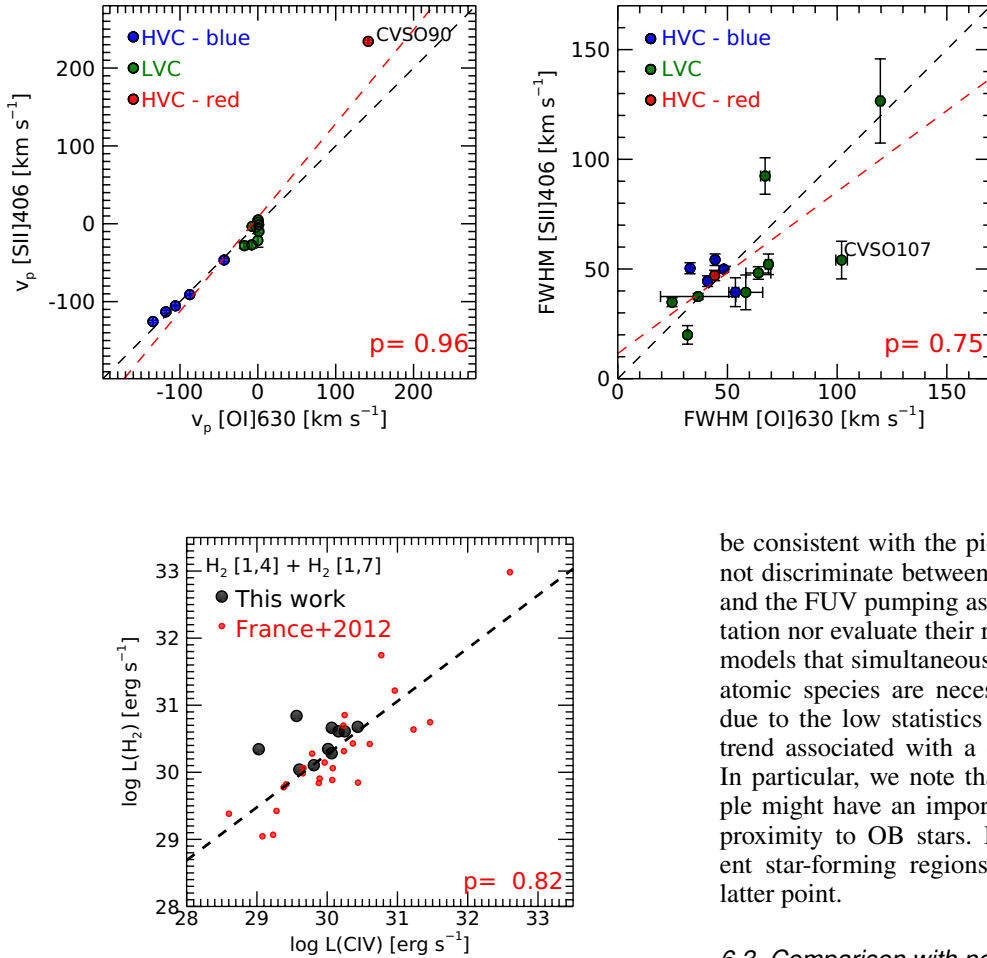 HVC - blue
LVC
HVC - red
CVSO90
p= 0.96
200
100
0
-100
-100 0 100 200
v_p [SII]406 [km s⁻¹]
v_p [OI]630 [km s⁻¹]
HVC - blue
LVC
HVC - red
CVSO107
p= 0.75
150
100
50
0
0 50 100 150
FWHM [SII]406 [km s⁻¹]
FWHM [OI]630 [km s⁻¹]
H₂ [1,4] + H₂ [1,7]
This work
France+2012
p= 0.82
33
32
31
30
29
28
28 29 30 31 32 33
log L(H₂) [erg s⁻¹]
log L(CIV) [erg s⁻¹]
be consistent with the pic
not discriminate between
and the FUV pumping as
tation nor evaluate their r
models that simultaneous
atomic species are neces
due to the low statistics
trend associated with a
In particular, we note tha
ple might have an impor
proximity to OB stars.
ent star-forming regions
latter point.